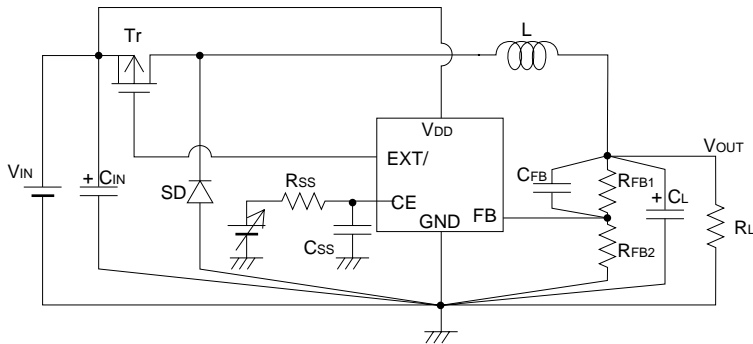 Tr
L
VDD
VOUT
EXT/
VIN
+
CIN
SD
RSS
CE
GND
FB
CSS
CFB
RFB1
+
CL
RFB2
RL